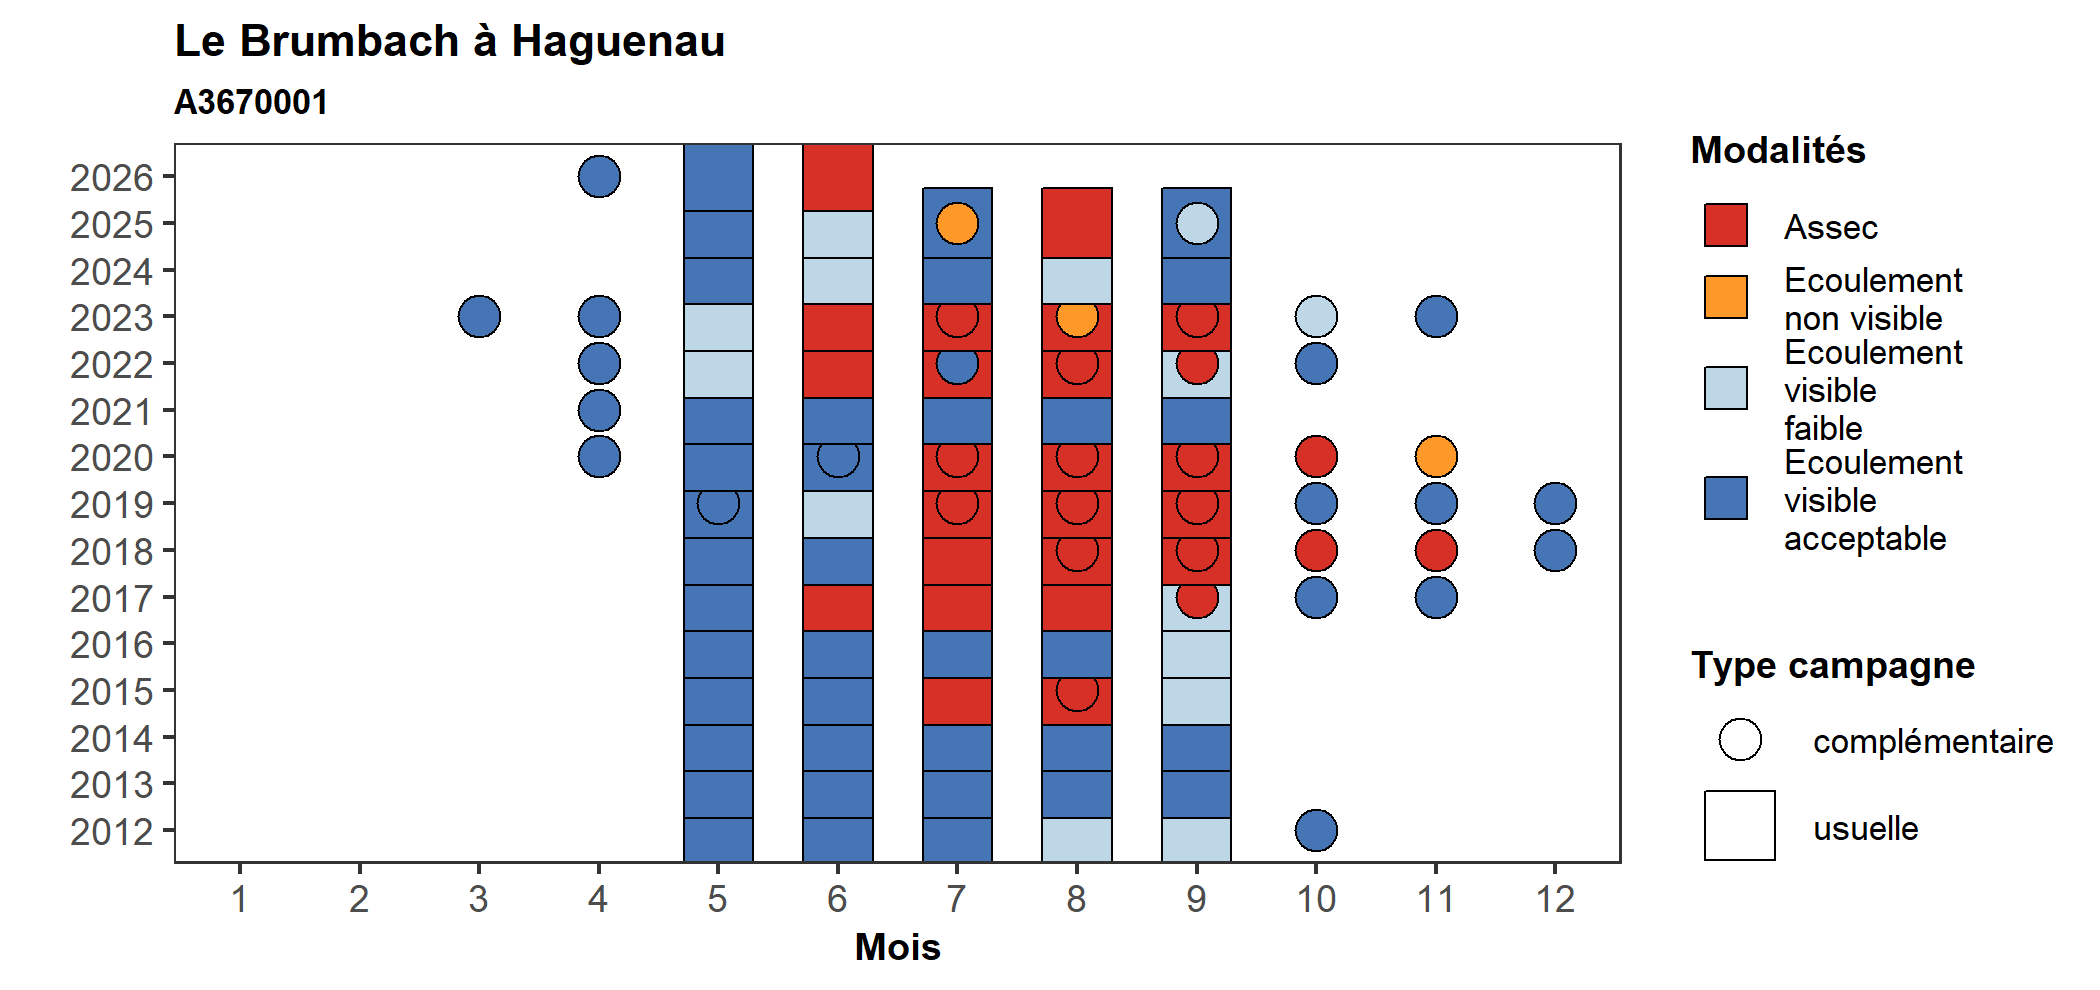 Le Brumbach à Haguenau
A3670001
2026
2025
2024
2023
2022
2021
2020
2019
2018
2017
2016
2015
2014
2013
2012
1 2 3 4 5 6 7 8 9 10 11 12
Mois
Modalités
Assec
Ecoulement
non visible
Ecoulement
visible
faible
Ecoulement
visible
acceptable
Type campagne
complémentaire
usuelle